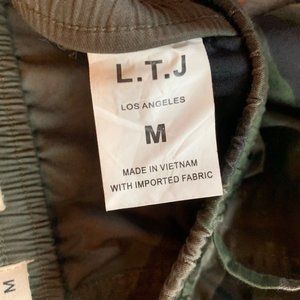 L.T.J
LOS ANGELES
M
MADE IN VIETNAM
WITH IMPORTED FABRIC
M